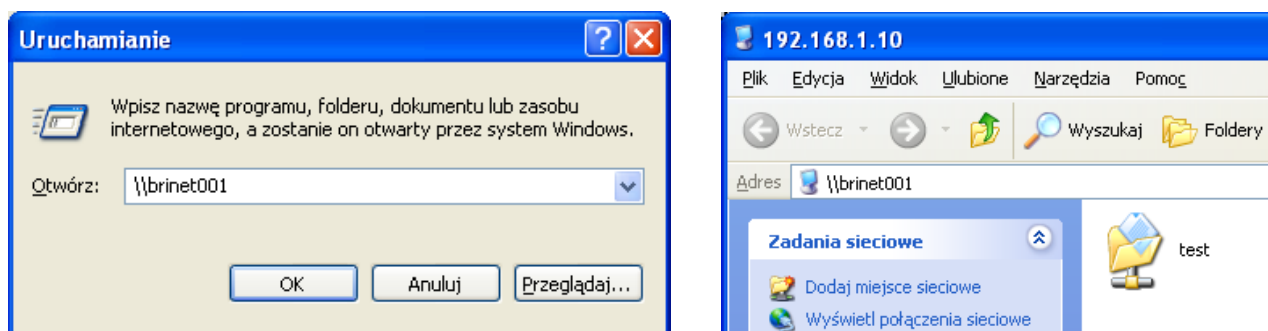 Uruchamianie
Wpisz nazwę programu, folderu, dokumentu lub zasobu
internetowego, a zostanie on otwarty przez system Windows.
Otwórz: \\brinet001
OK Anuluj Przeglądaj...
192.168.1.10
Plik Edycja Widok Ulubione Narzędzia Pomoc
Wstecz Wyszukaj Foldery
Adres \\brinet001
Zadania sieciowe
Dodaj miejsce sieciowe
Wyświetl połączenia sieciowe
test